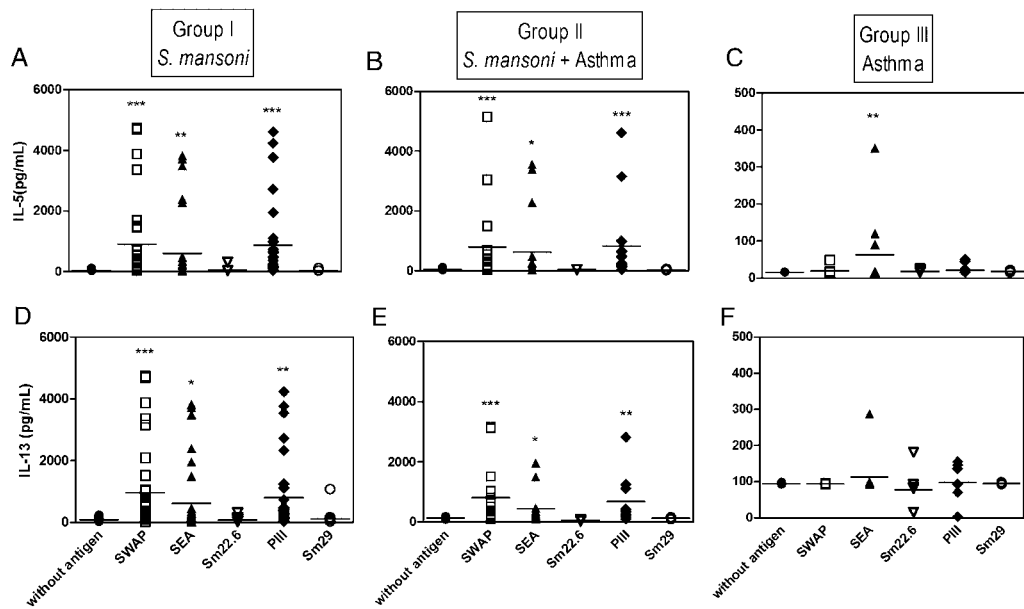 Group I
S. mansoni
Group II
S. mansoni + Asthma
Group III
Asthma
A
B
C
IL-5(pg/mL)
6000
4000
2000
0
***
**
***
6000
4000
2000
0
***
*
***
500
400
300
200
100
0
**
D
E
F
IL-13 (pg/mL)
6000
4000
2000
0
***
*
**
6000
4000
2000
0
***
*
**
500
400
300
200
100
0
without antigen
SWAP
SEA
Sm22.6
PIII
Sm29
without antigen
SWAP
SEA
Sm22.6
PIII
Sm29
without antigen
SWAP
SEA
Sm22.6
PIII
Sm29